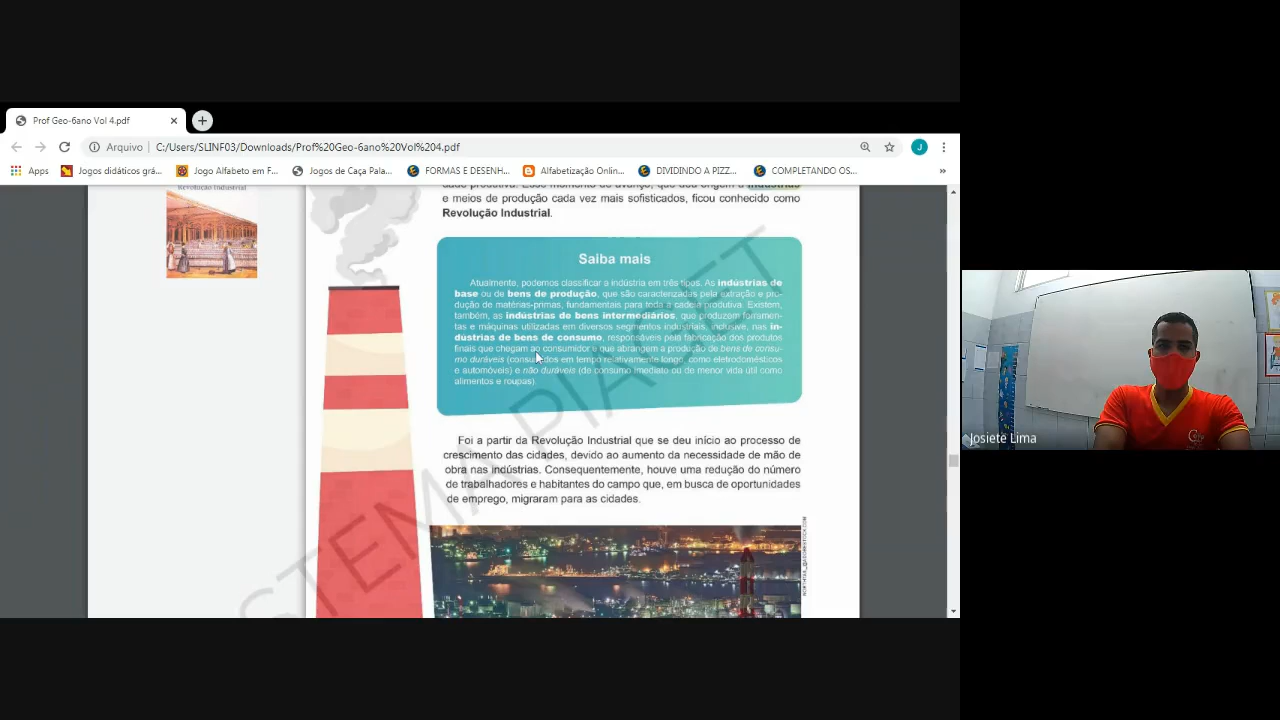 Prof Geo-6ano Vol 4.pdf
Arquivo
C:/Users/SLINF03/Downloads/Prof%20Geo-6ano%20Vol%204.pdf
J
Apps
Jogos didáticos grá...
Jogo Alfabeto em F...
Jogos de Caça Pala...
FORMAS E DESENH...
Alfabetização Onlin...
DIVIDINDO A PIZZ...
COMPLETANDO OS...
»
Revolução Industrial
e meios de produção cada vez mais sofisticados, ficou conhecido como
Revolução Industrial.
Saiba mais
Atualmente, podemos classificar a indústria em três tipos. As indústrias de
base ou de bens de produção, que são caracterizadas pela extração e pro-
dução de matérias-primas, fundamentais para toda a cadeia produtiva. Existem,
também, as indústrias de bens intermediários, que produzem ferramen-
tas e máquinas utilizadas em diversos segmentos industriais, inclusive, nas in-
dústrias de bens de consumo, responsáveis pela fabricação dos produtos
finais que chegam ao consumidor e que abrangem a produção de bens de consu-
mo duráveis (consumidos em tempo relativamente longo, como eletrodomésticos
e automóveis) e não duráveis (de consumo imediato ou de menor vida útil como
alimentos e roupas).
Foi a partir da Revolução Industrial que se deu início ao processo de
crescimento das cidades, devido ao aumento da necessidade de mão de
obra nas indústrias. Consequentemente, houve uma redução do número
de trabalhadores e habitantes do campo que, em busca de oportunidades
de emprego, migraram para as cidades.
STEMA PIAGET
Josiete Lima